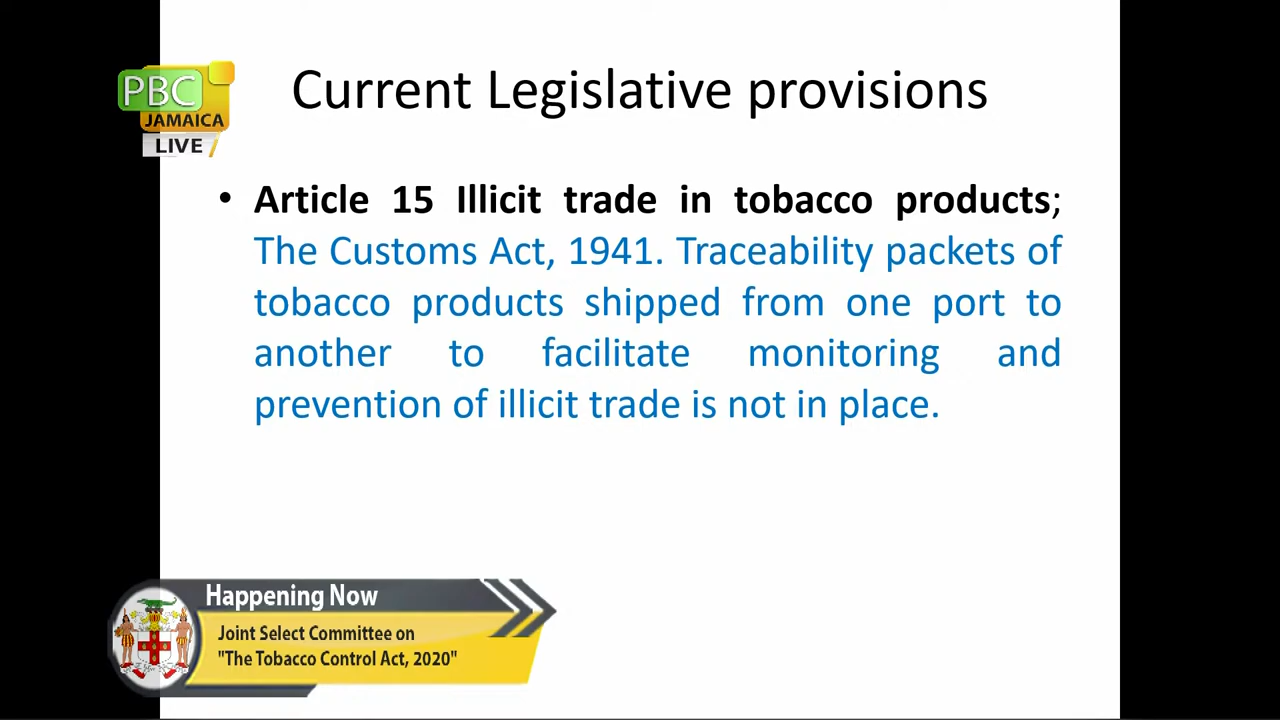 PBC
JAMAICA
LIVE
Current Legislative provisions
• Article 15 Illicit trade in tobacco products;
The Customs Act, 1941. Traceability packets of
tobacco products shipped from one port to
another to facilitate monitoring and
prevention of illicit trade is not in place.
Happening Now
Joint Select Committee on
"The Tobacco Control Act, 2020"